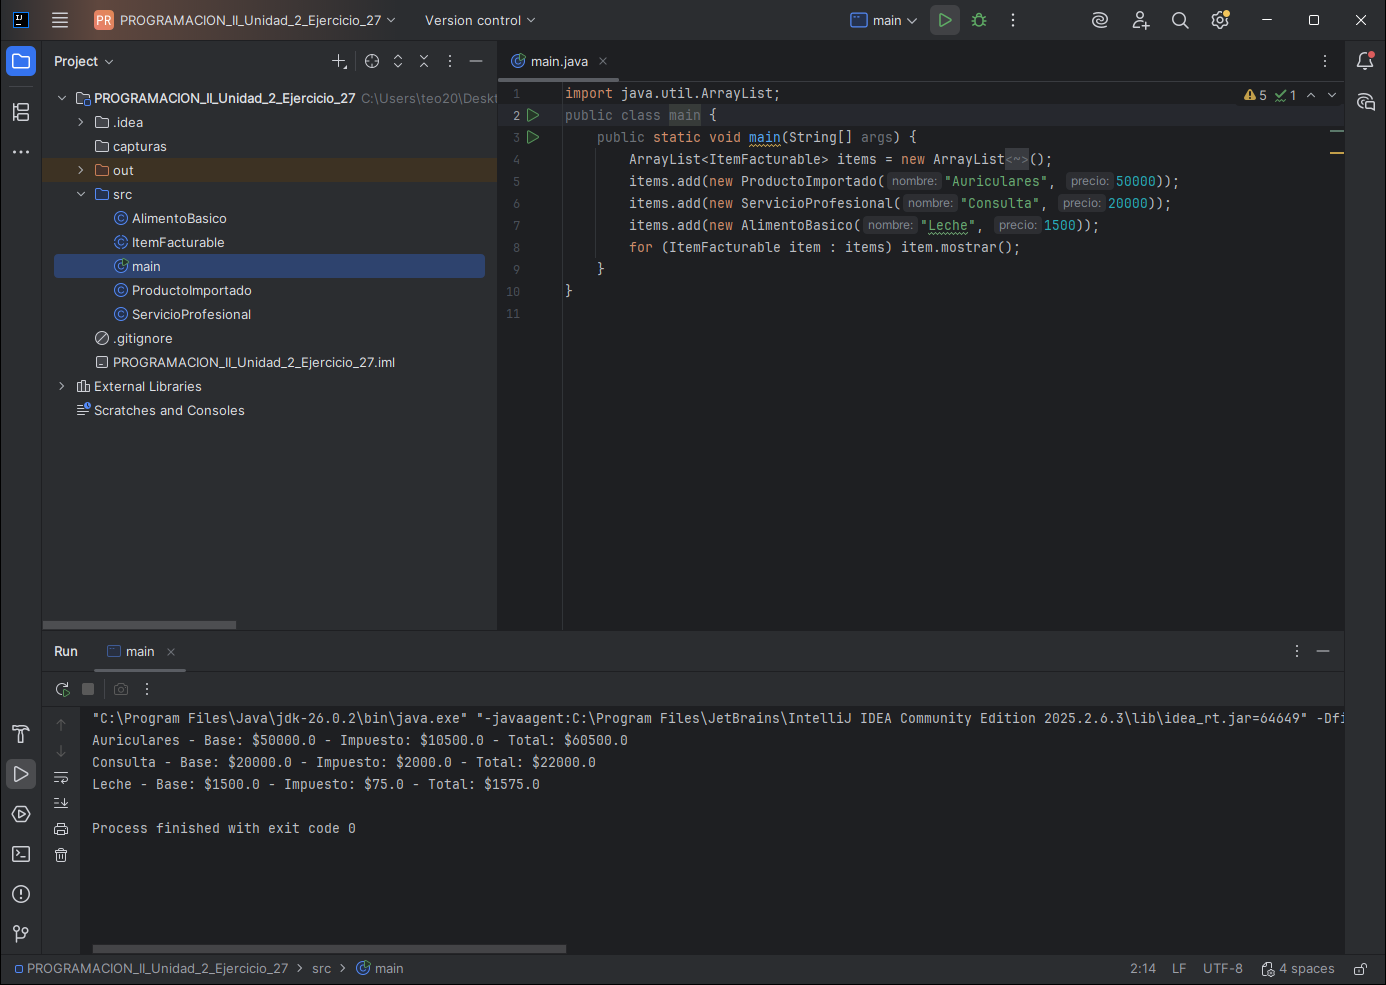 PR PROGRAMACION_II_Unidad_2_Ejercicio_27 Version control main
Project
PROGRAMACION_II_Unidad_2_Ejercicio_27 C:\Users\teo20\Deskt
.idea
capturas
out
src
AlimentoBasico
ItemFacturable
main
ProductoImportado
ServicioProfesional
.gitignore
PROGRAMACION_II_Unidad_2_Ejercicio_27.iml
External Libraries
Scratches and Consoles
main.java
5 1
1 import java.util.ArrayList;
2 public class main {
3 public static void main(String[] args) {
4 ArrayList<ItemFacturable> items = new ArrayList<~>();
5 items.add(new ProductoImportado( nombre: "Auriculares", precio: 50000));
6 items.add(new ServicioProfesional( nombre: "Consulta", precio: 20000));
7 items.add(new AlimentoBasico( nombre: "Leche", precio: 1500));
8 for (ItemFacturable item : items) item.mostrar();
9 }
10 }
11
Run main
"C:\Program Files\Java\jdk-26.0.2\bin\java.exe" "-javaagent:C:\Program Files\JetBrains\IntelliJ IDEA Community Edition 2025.2.6.3\lib\idea_rt.jar=64649" -Dfi
Auriculares - Base: $50000.0 - Impuesto: $10500.0 - Total: $60500.0
Consulta - Base: $20000.0 - Impuesto: $2000.0 - Total: $22000.0
Leche - Base: $1500.0 - Impuesto: $75.0 - Total: $1575.0
Process finished with exit code 0
PROGRAMACION_II_Unidad_2_Ejercicio_27 > src > main
2:14 LF UTF-8 4 spaces